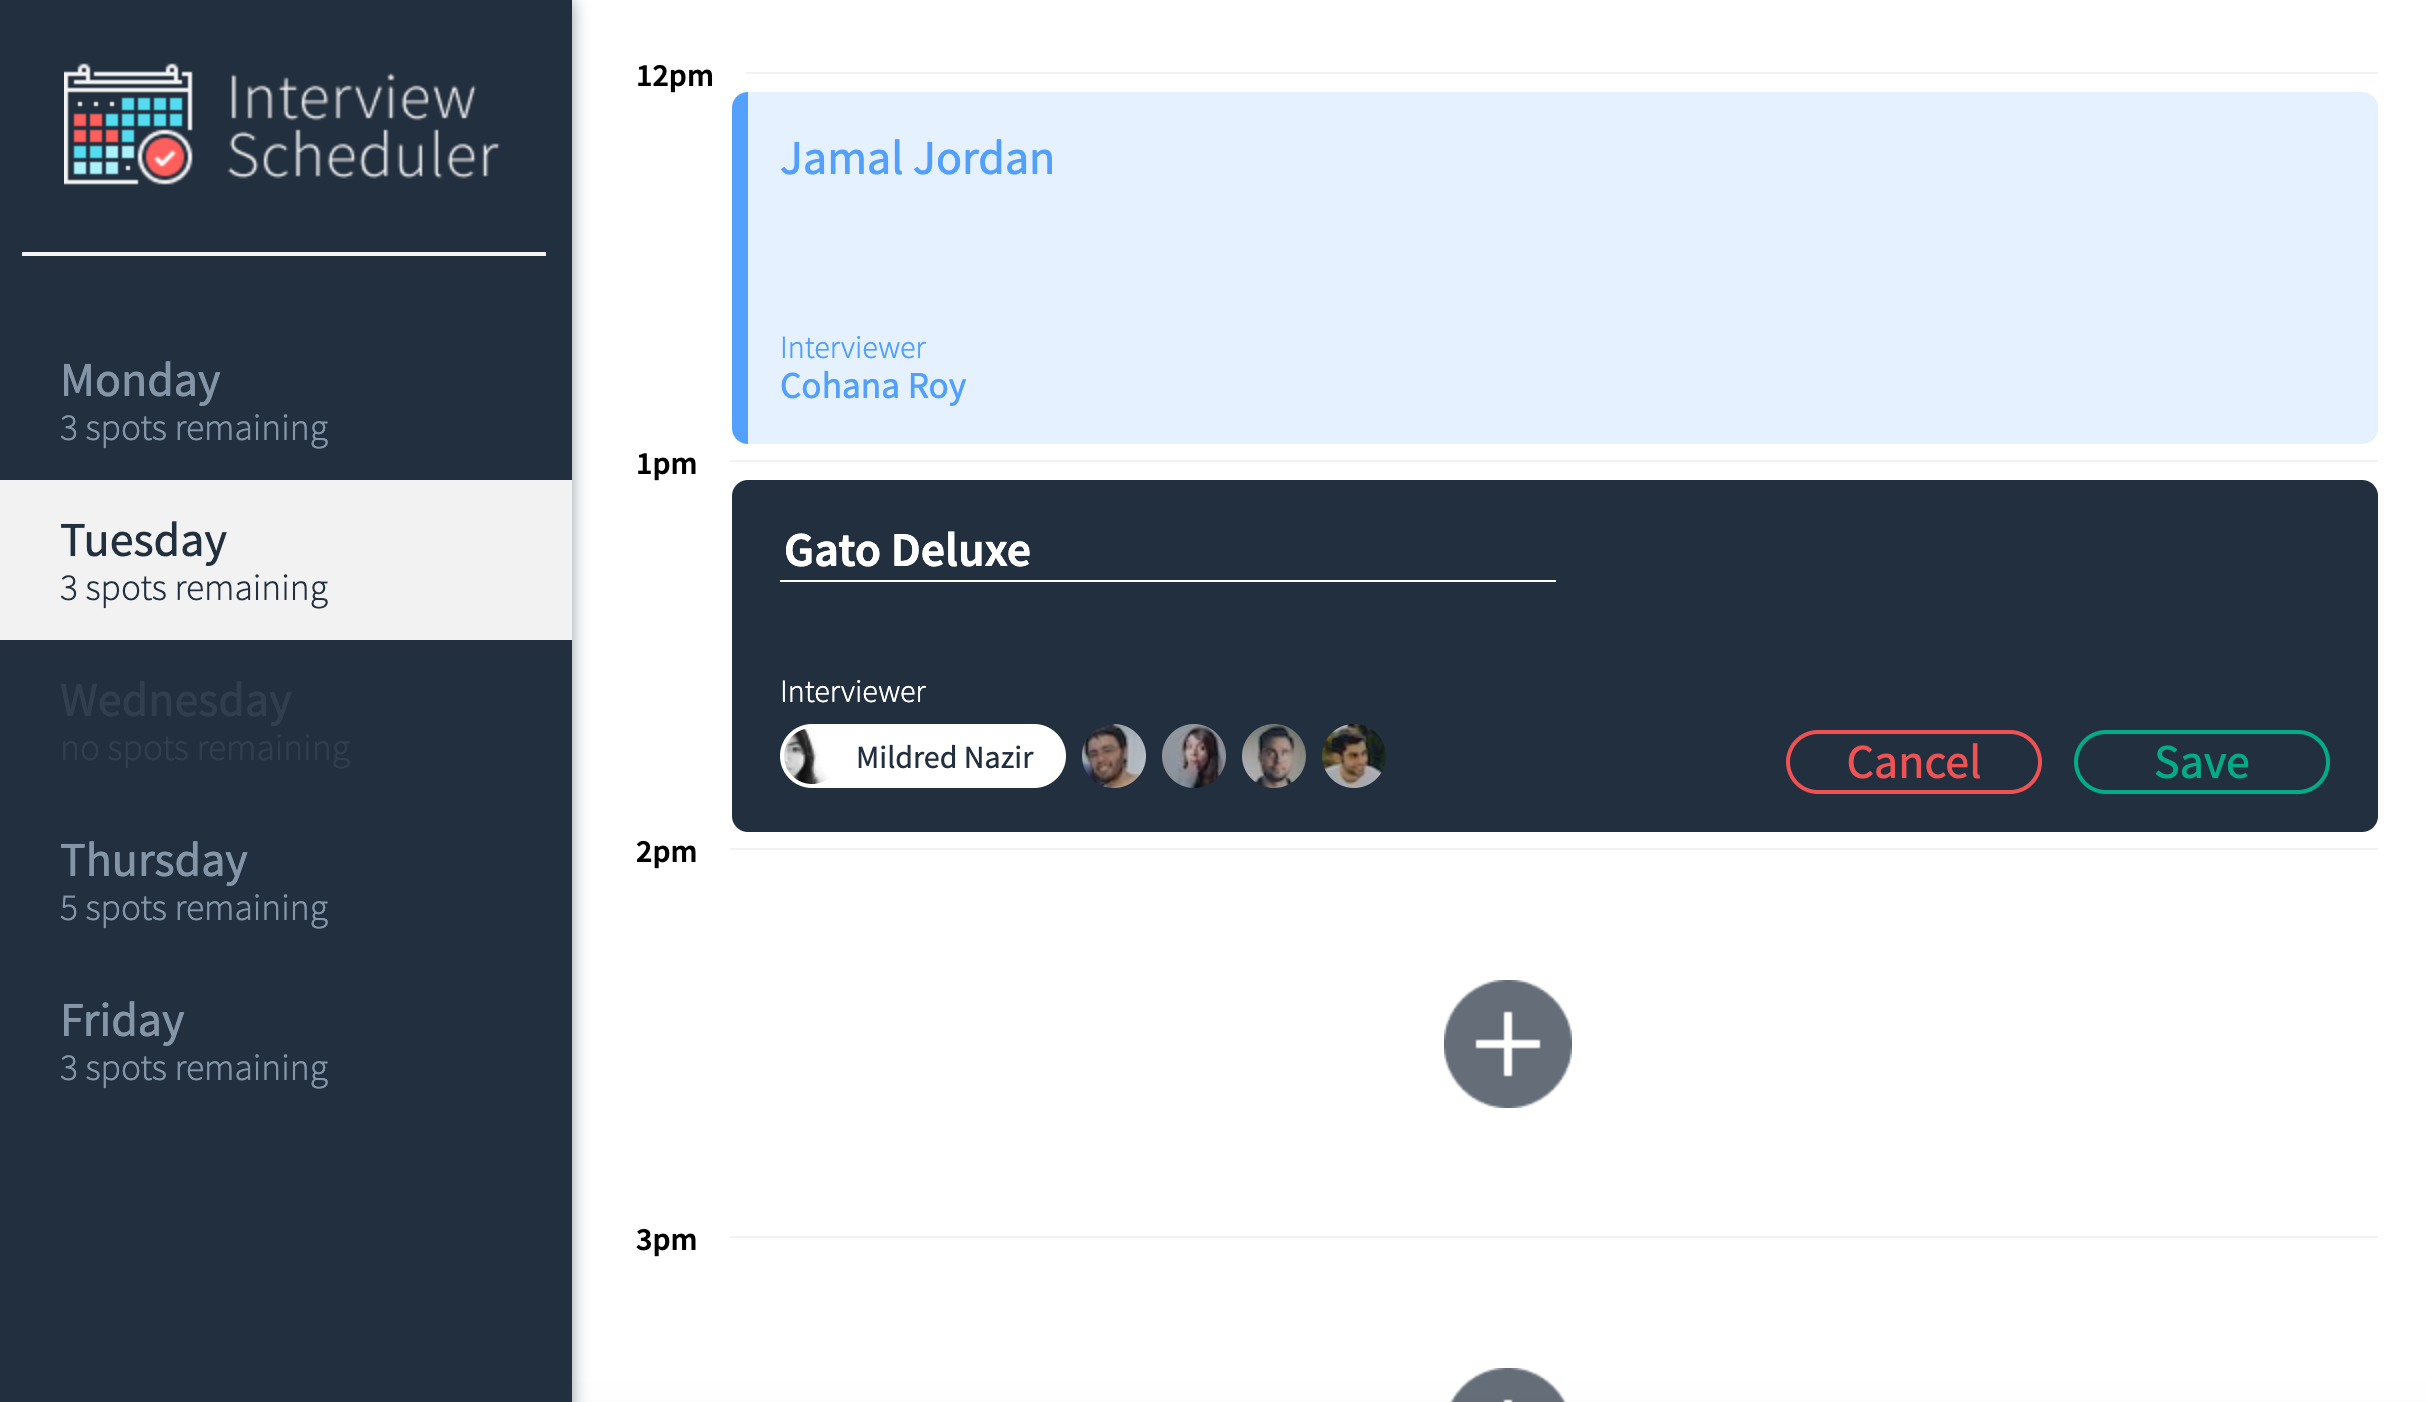 Interview
Scheduler
Monday
3 spots remaining
Tuesday
3 spots remaining
Wednesday
no spots remaining
Thursday
5 spots remaining
Friday
3 spots remaining
12pm
Jamal Jordan
Interviewer
Cohana Roy
1pm
Gato Deluxe
Interviewer
Mildred Nazir
Cancel
Save
2pm
3pm